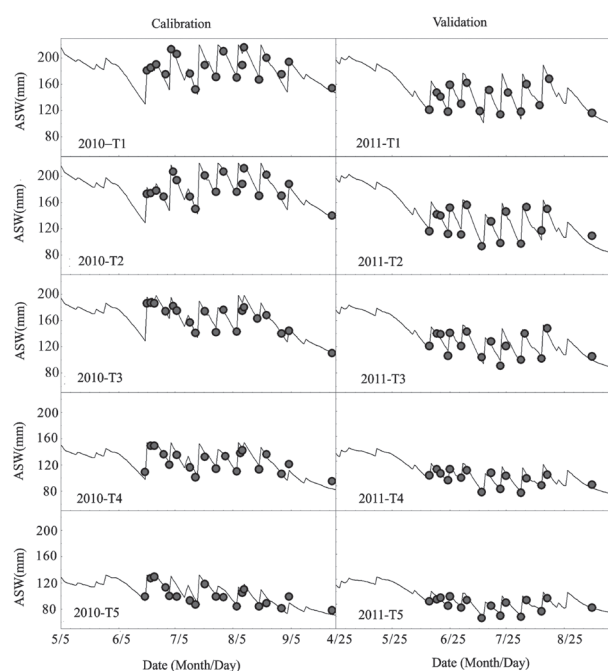 Calibration Validation
ASW(mm) 200 160 120 80 2010–T1 2011-T1
ASW(mm) 200 160 120 80 2010-T2 2011-T2
ASW(mm) 200 160 120 80 2010-T3 2011-T3
ASW(mm) 200 160 120 80 2010-T4 2011-T4
ASW(mm) 200 160 120 80 2010-T5 2011-T5
5/5 6/5 7/5 8/5 9/5 4/25 5/25 6/25 7/25 8/25
Date (Month/Day) Date (Month/Day)